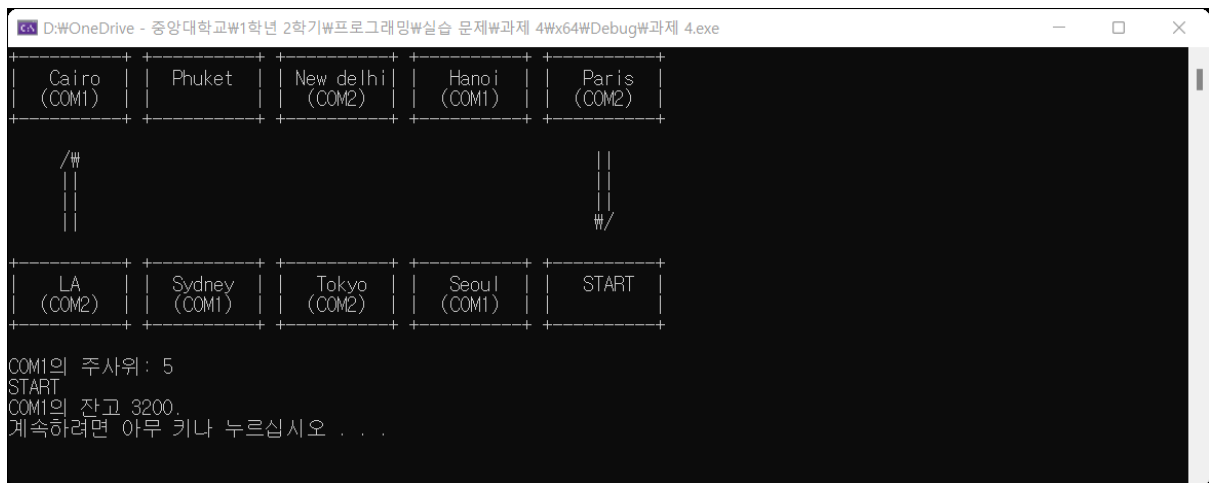 D:₩OneDrive - 중앙대학교₩1학년 2학기₩프로그래밍₩실습 문제₩과제 4₩x64₩Debug₩과제 4.exe
+----------+ +----------+ +----------+ +----------+ +----------+
|   Cairo  | |  Phuket  | |New delhi| |   Hanoi  | |   Paris  |
|  (COM1)  | |          | |  (COM2)  | |  (COM1)  | |  (COM2)  |
+----------+ +----------+ +----------+ +----------+ +----------+
/₩ ||
|| ||
|| ||
|| ₩/
+----------+ +----------+ +----------+ +----------+ +----------+
|    LA    | |  Sydney  | |   Tokyo  | |   Seoul  | |   START  |
|  (COM2)  | |  (COM1)  | |  (COM2)  | |  (COM1)  | |          |
+----------+ +----------+ +----------+ +----------+ +----------+
COM1의 주사위: 5
START
COM1의 잔고 3200.
계속하려면 아무 키나 누르십시오 . . .